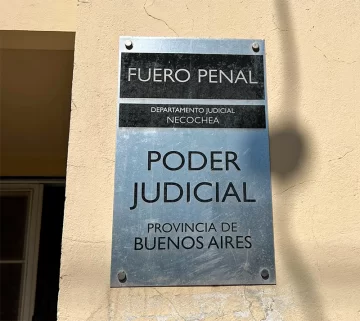 FUERO PENAL
DEPARTAMENTO JUDICIAL
NECOCHEA
PODER
JUDICIAL
PROVINCIA DE
BUENOS AIRES